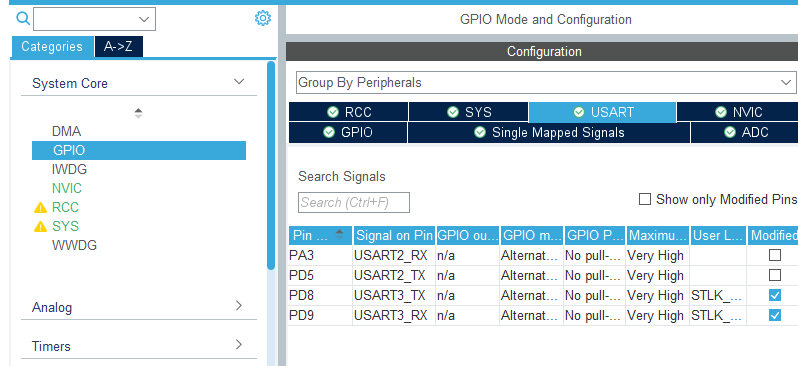 GPIO Mode and Configuration
Categories A->Z
Configuration
System Core
Group By Peripherals
RCC SYS USART NVIC
GPIO Single Mapped Signals ADC
DMA
GPIO
IWDG
NVIC
RCC
SYS
WWDG
Analog
Timers
Search Signals
Search (Ctrl+F) Show only Modified Pins
Pin ... Signal on Pin GPIO ou... GPIO m... GPIO P... Maximu... User L... Modified
PA3 USART2_RX n/a Alternat... No pull-... Very High
PD5 USART2_TX n/a Alternat... No pull-... Very High
PD8 USART3_TX n/a Alternat... No pull-... Very High STLK_...
PD9 USART3_RX n/a Alternat... No pull-... Very High STLK_...